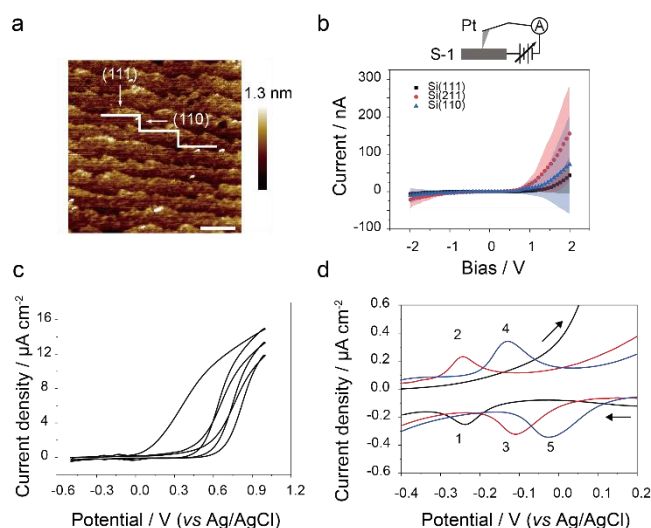 a
(111)
(110)
1.3 nm
b
Pt
A
S-1
Si(111)
Si(211)
Si(110)
Current / nA
300
200
100
0
-100
-2 -1 0 1 2
Bias / V
c
Current density / µA cm⁻²
16
12
8
4
0
-0.6 -0.3 0.0 0.3 0.6 0.9 1.2
Potential / V (vs Ag/AgCl)
d
Current density / µA cm⁻²
0.6
0.4
0.2
0.0
-0.2
-0.4
-0.6
2
4
1
3
5
-0.4 -0.3 -0.2 -0.1 0.0 0.1 0.2
Potential / V (vs Ag/AgCl)